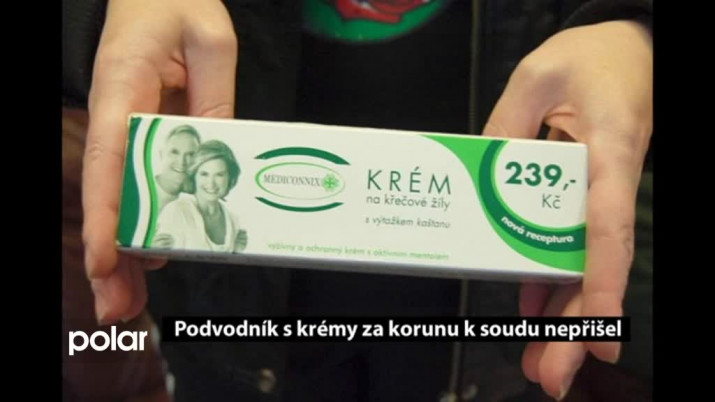 MEDICONNIX
KRÉM
na křečové žíly
s výtažkem kaštanu
výživný a ochranný krém s aktivním mentolem
239,-
Kč
nová receptura
Podvodník s krémy za korunu k soudu nepřišel
polar